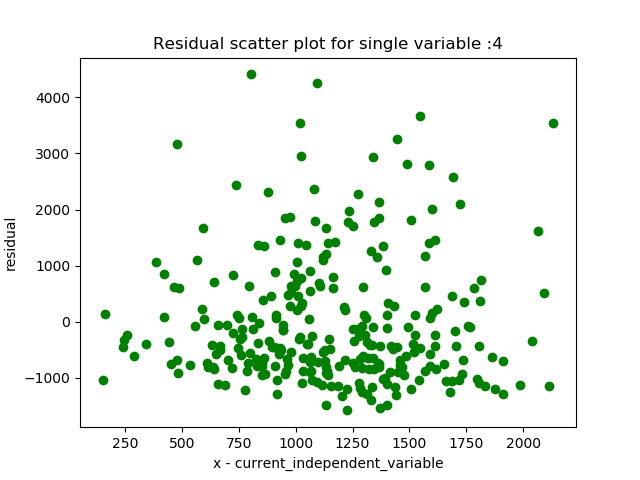 Residual scatter plot for single variable :4
4000
3000
2000
1000
0
−1000
residual
250 500 750 1000 1250 1500 1750 2000
x - current_independent_variable